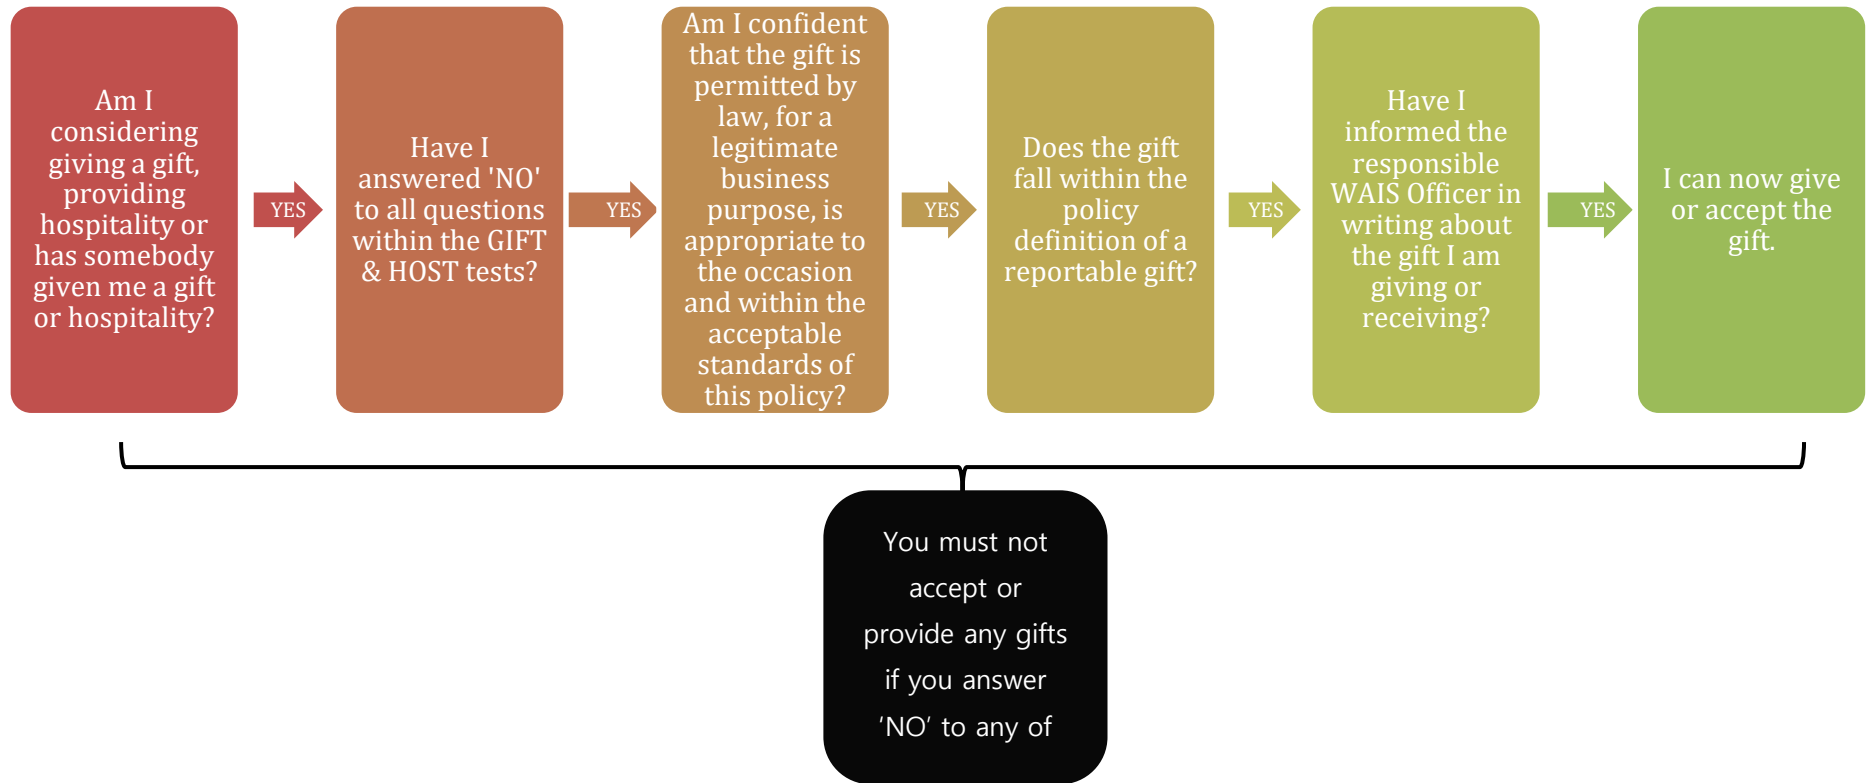 Am I
considering
giving a gift,
providing
hospitality or
has somebody
given me a gift
or hospitality?
YES
Have I
answered 'NO'
to all questions
within the GIFT
& HOST tests?
YES
Am I confident
that the gift is
permitted by
law, for a
legitimate
business
purpose, is
appropriate to
the occasion
and within the
acceptable
standards of
this policy?
YES
Does the gift
fall within the
policy
definition of a
reportable gift?
YES
Have I
informed the
responsible
WAIS Officer in
writing about
the gift I am
giving or
receiving?
YES
I can now give
or accept the
gift.
You must not
accept or
provide any gifts
if you answer
‘NO’ to any of